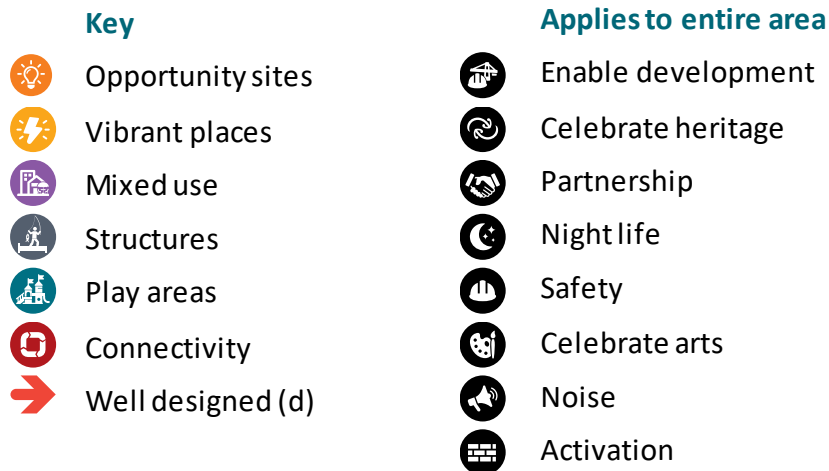 Key
Opportunity sites
Vibrant places
Mixed use
Structures
Play areas
Connectivity
Well designed (d)
Applies to entire area
Enable development
Celebrate heritage
Partnership
Night life
Safety
Celebrate arts
Noise
Activation